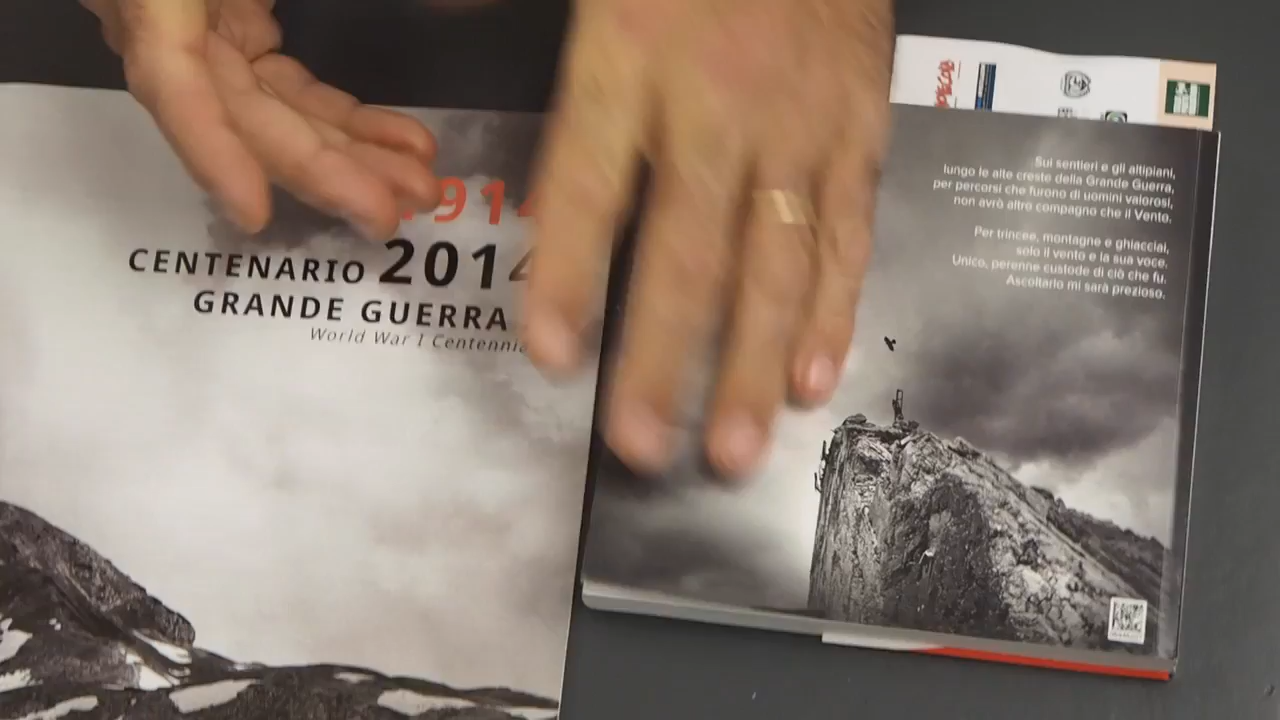 1914
CENTENARIO 2014
GRANDE GUERRA
World War I Centennia
Sui sentieri e gli altipiani,
lungo le alte creste della Grande Guerra,
per percorsi che furono di uomini valorosi,
non avrò altro compagno che il Vento.
Per trincee, montagne e ghiacciai,
solo il vento e la sua voce.
Unico, perenne custode di ciò che fu.
Ascoltarlo mi sarà prezioso.